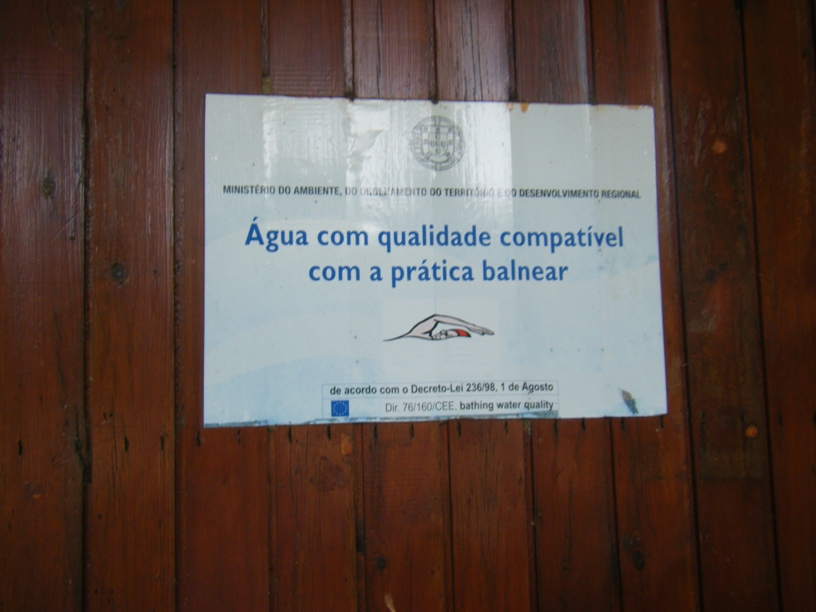 MINISTÉRIO DO AMBIENTE, DO ORDENAMENTO DO TERRITÓRIO E DO DESENVOLVIMENTO REGIONAL
Água com qualidade compatível
com a prática balnear
de acordo com o Decreto-Lei 236/98, 1 de Agosto
Dir. 76/160/CEE, bathing water quality